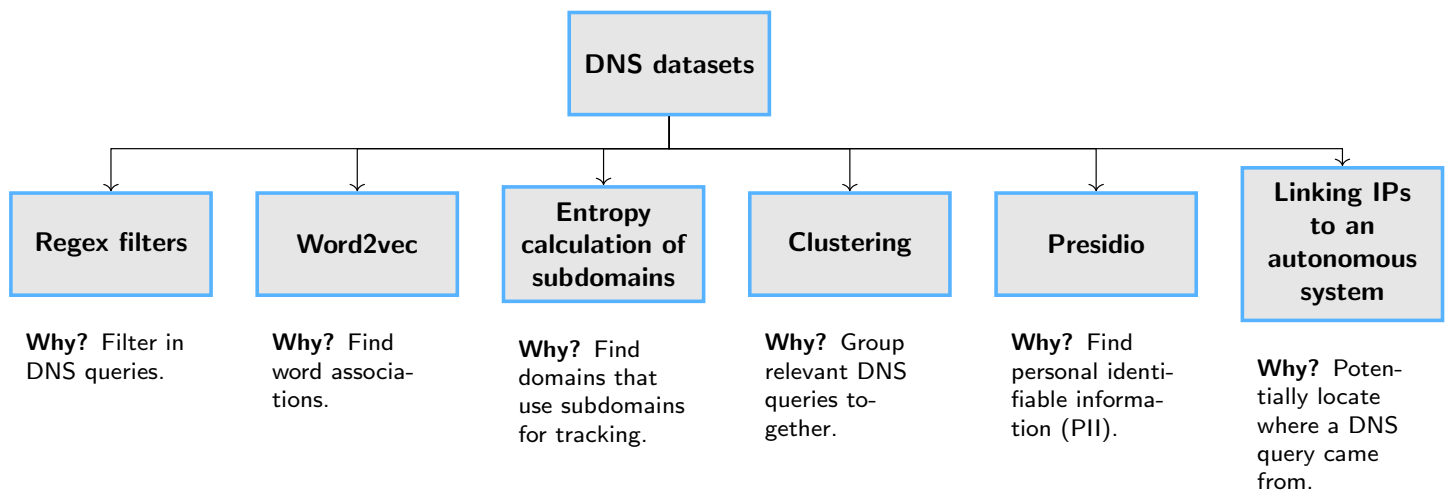 DNS datasets
Regex filters
Word2vec
Entropy
calculation of
subdomains
Clustering
Presidio
Linking IPs
to an
autonomous
system
Why? Filter in
DNS queries.
Why? Find
word associa-
tions.
Why? Find
domains that
use subdomains
for tracking.
Why? Group
relevant DNS
queries to-
gether.
Why? Find
personal identi-
fiable informa-
tion (PII).
Why? Poten-
tially locate
where a DNS
query came
from.